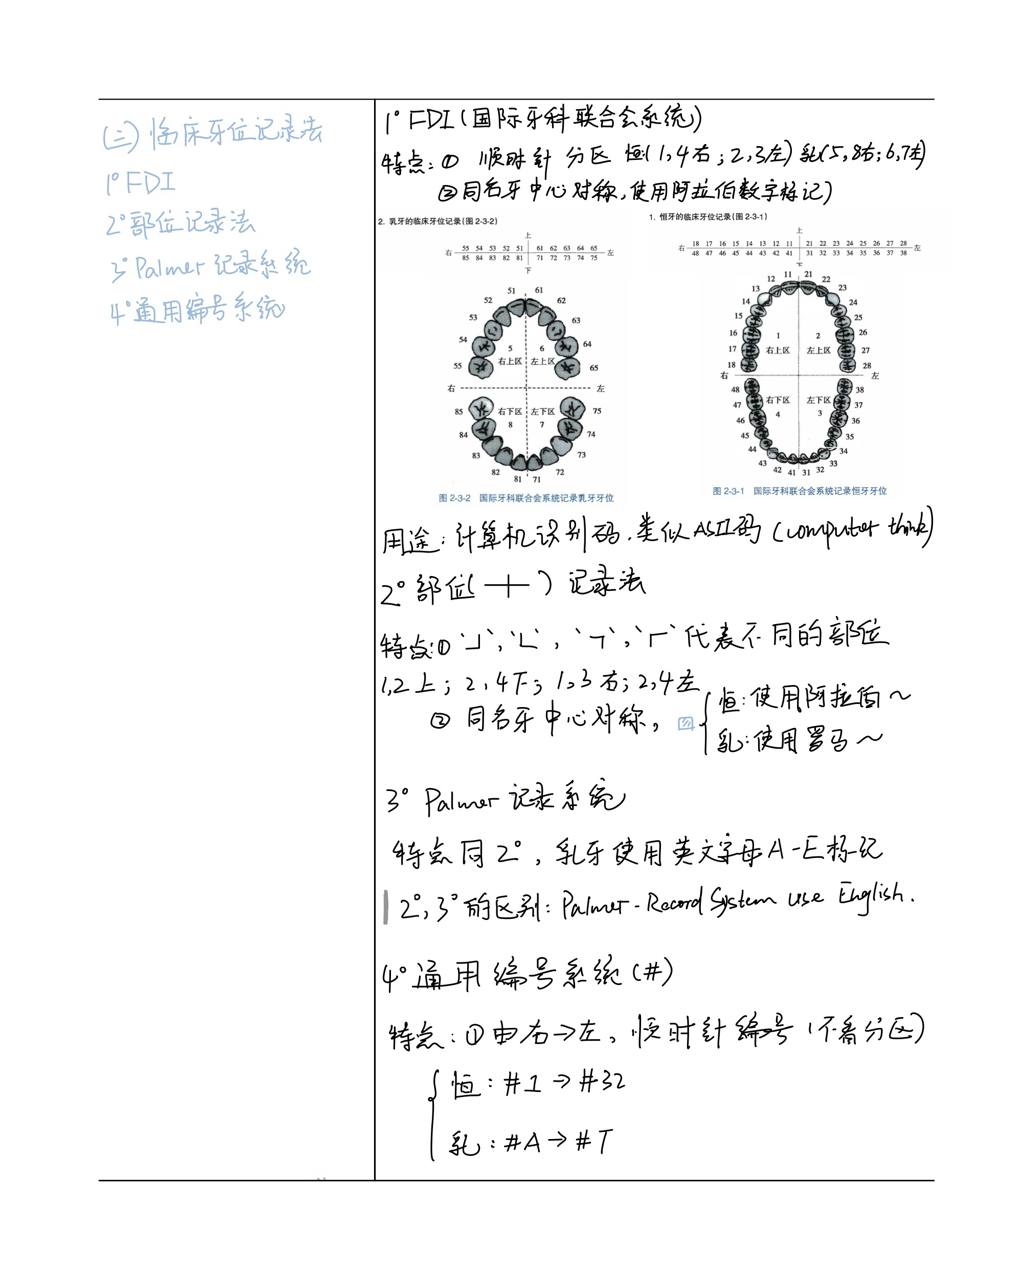 (三) 临床牙位记录法
1° FDI
2° 部位记录法
3° Palmer 记录系统
4° 通用编号系统
1° FDI (国际牙科联合会系统)
特点: ① 顺时针 分区 恒(1,4右; 2,3左) 乳(5,8右; 6,7左)
② 同名牙中心对称, 使用阿拉伯数字标记)
2. 乳牙的临床牙位记录(图 2-3-2)
上
右 55 54 53 52 51 61 62 63 64 65 左
85 84 83 82 81 71 72 73 74 75
下
51 61
52 62
53 63
54 64
55 65
5 6
右上区 左上区
右 左
85 75
右下区 左下区
8 7
84 74
83 73
82 72
81 71
图 2-3-2 国际牙科联合会系统记录乳牙牙位
1. 恒牙的临床牙位记录(图 2-3-1)
上
右 18 17 16 15 14 13 12 11 21 22 23 24 25 26 27 28 左
48 47 46 45 44 43 42 41 31 32 33 34 35 36 37 38
下
11 21
12 22
13 23
14 24
15 25
16 26
17 27
18 28
1 2
右上区 左上区
右 左
48 38
47 37
46 36
45 35
44 34
43 42 41 31 32 33
右下区 左下区
4 3
图 2-3-1 国际牙科联合会系统记录恒牙牙位
用途: 计算机识别码, 类似ASII码 (computer think)
2° 部位(┼) 记录法
特点: ① '┘', '└', '┐', '┌' 代表不同的部位
1,2上; 2,4下; 1,3右; 2,4左
② 同名牙中心对称,
图
恒: 使用阿拉伯~
乳: 使用罗马~
3° Palmer 记录系统
特点同2°, 乳牙使用英文字母A-E标记
2°, 3°的区别: Palmer-Record System use English.
4° 通用编号系统(#)
特点: ① 由右→左, 顺时针编号 (不看分区)
恒: #1→#32
乳: #A→#T